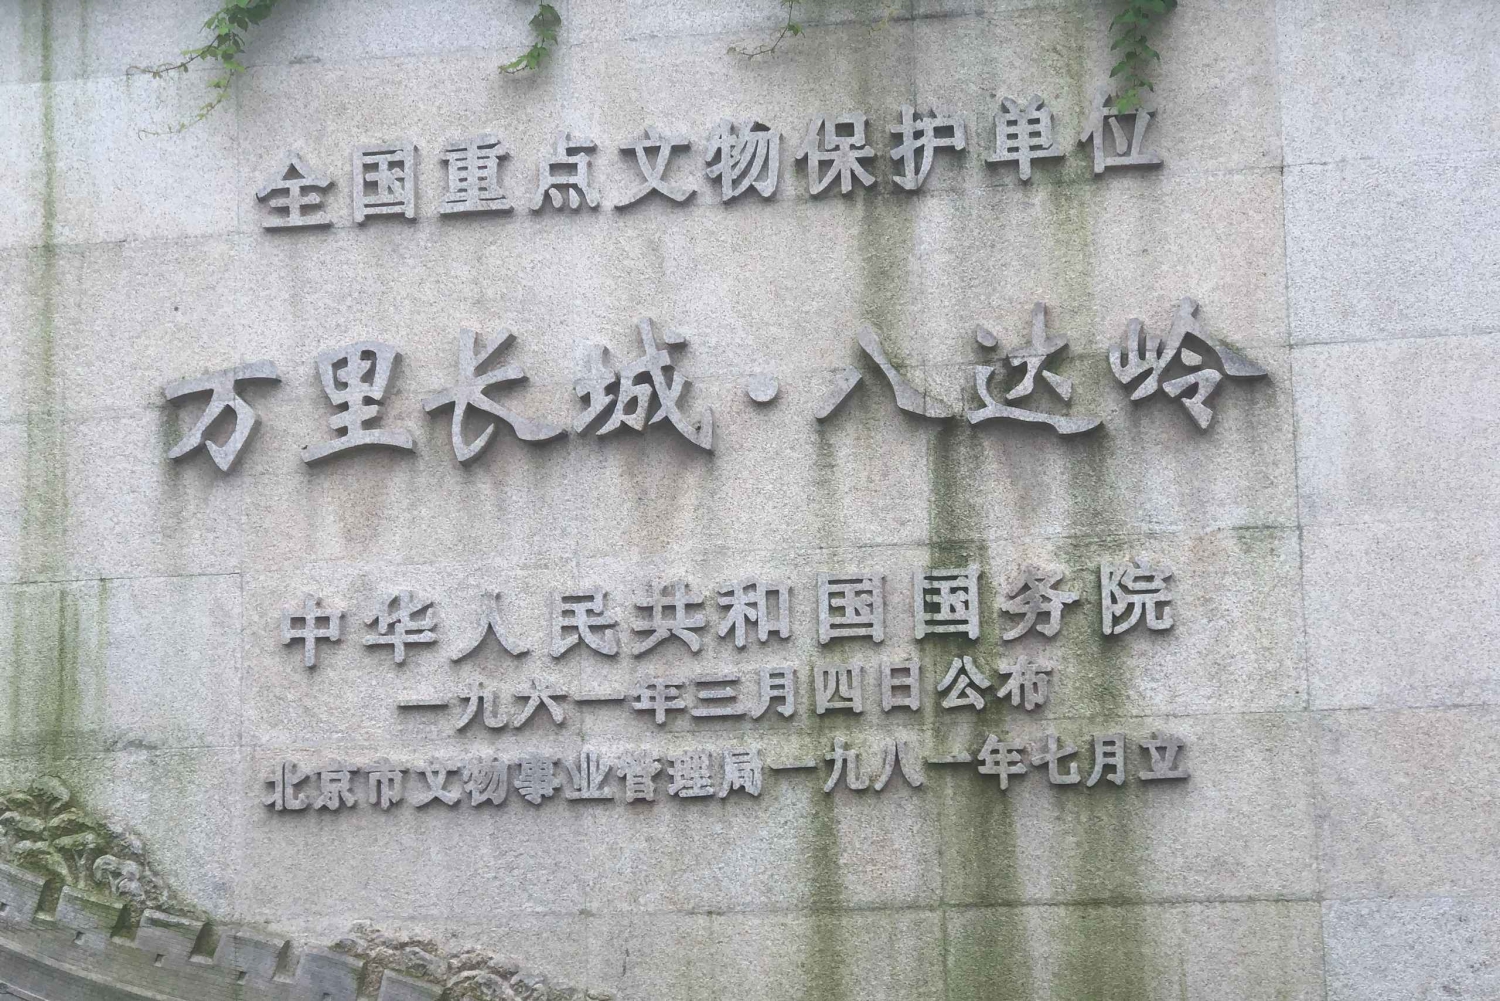 全国重点文物保护单位
万里长城·八达岭
中华人民共和国国务院
一九六一年三月四日公布
北京市文物事业管理局一九八一年七月立